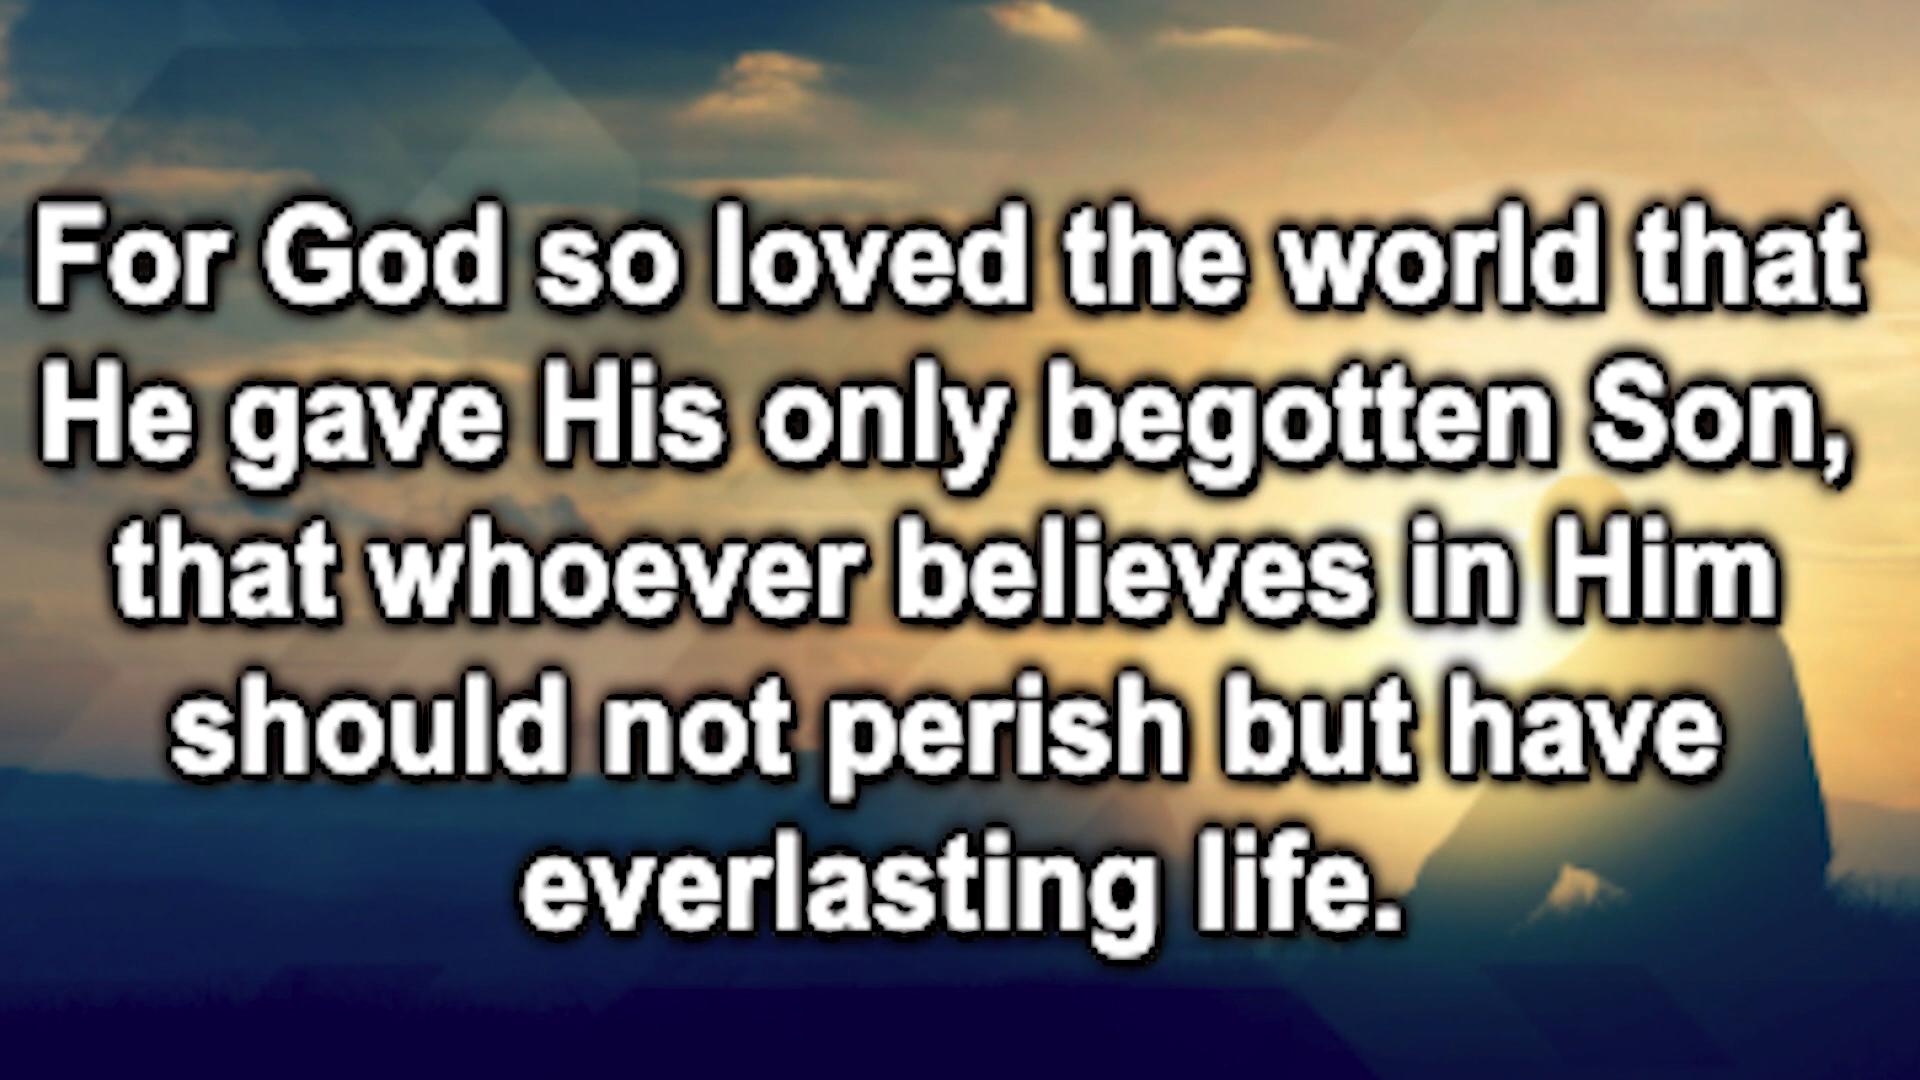 For God so loved the world that
He gave His only begotten Son,
that whoever believes in Him
should not perish but have
everlasting life.